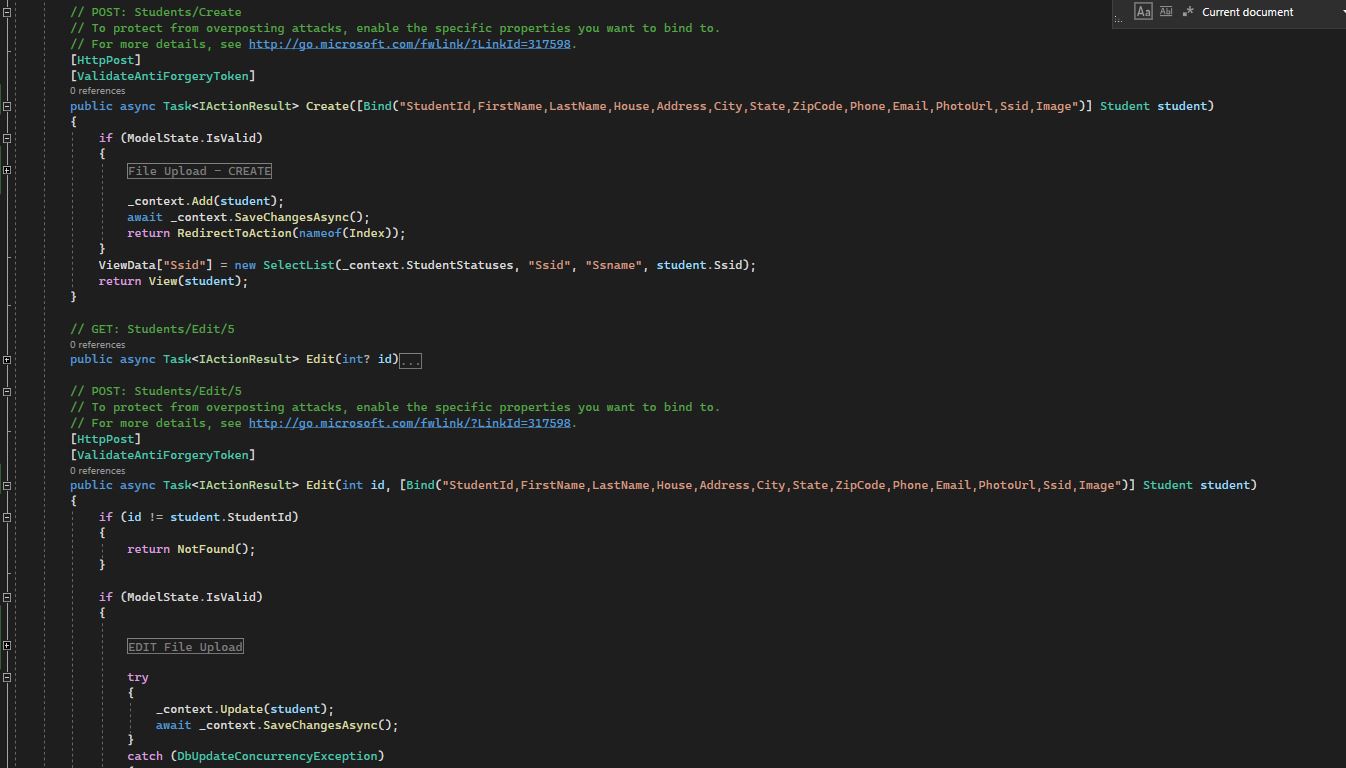 // POST: Students/Create
Aa Abl .* Current document
// To protect from overposting attacks, enable the specific properties you want to bind to.
// For more details, see http://go.microsoft.com/fwlink/?LinkId=317598.
[HttpPost]
[ValidateAntiForgeryToken]
0 references
public async Task<IActionResult> Create([Bind("StudentId,FirstName,LastName,House,Address,City,State,ZipCode,Phone,Email,PhotoUrl,Ssid,Image")] Student student)
{
if (ModelState.IsValid)
{
File Upload - CREATE
_context.Add(student);
await _context.SaveChangesAsync();
return RedirectToAction(nameof(Index));
}
ViewData["Ssid"] = new SelectList(_context.StudentStatuses, "Ssid", "Ssname", student.Ssid);
return View(student);
}
// GET: Students/Edit/5
0 references
public async Task<IActionResult> Edit(int? id)...
// POST: Students/Edit/5
// To protect from overposting attacks, enable the specific properties you want to bind to.
// For more details, see http://go.microsoft.com/fwlink/?LinkId=317598.
[HttpPost]
[ValidateAntiForgeryToken]
0 references
public async Task<IActionResult> Edit(int id, [Bind("StudentId,FirstName,LastName,House,Address,City,State,ZipCode,Phone,Email,PhotoUrl,Ssid,Image")] Student student)
{
if (id != student.StudentId)
{
return NotFound();
}
if (ModelState.IsValid)
{
EDIT File Upload
try
{
_context.Update(student);
await _context.SaveChangesAsync();
}
catch (DbUpdateConcurrencyException)